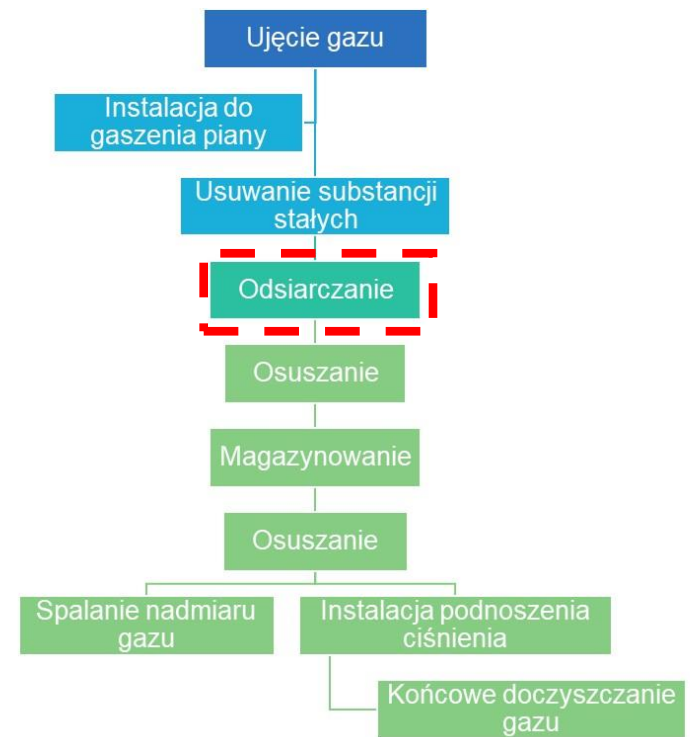 Ujęcie gazu
Instalacja do
gaszenia piany
Usuwanie substancji
stałych
Odsiarczanie
Osuszanie
Magazynowanie
Osuszanie
Spalanie nadmiaru
gazu
Instalacja podnoszenia
ciśnienia
Końcowe doczyszczanie
gazu